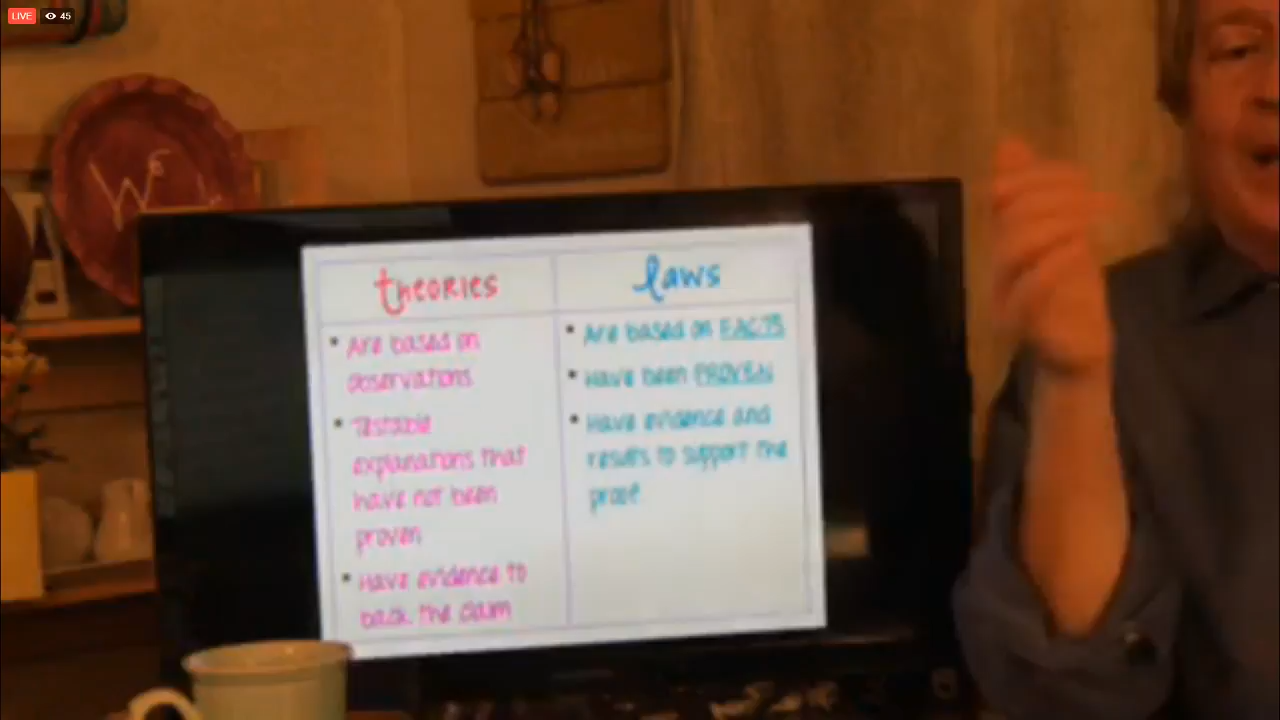 LIVE 45
We
theories
Are based on
observations
Testable
explanations that
have not been
proven
Have evidence to
back the claim
laws
Are based on FACTS
Have been PROVEN
Have evidence and
results to support the
proof